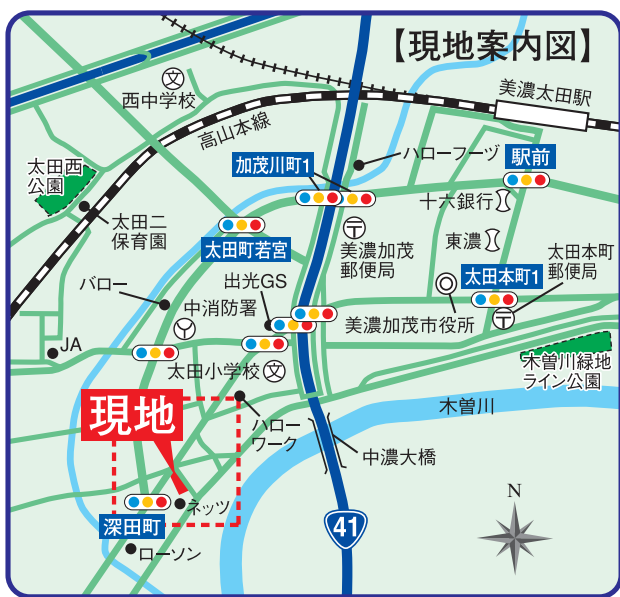 【現地案内図】
西中学校
文
美濃太田駅
高山本線
ハローフーヅ
駅前
加茂川町1
太田西
公園
十六銀行
太田二
保育園
太田町若宮
美濃加茂
郵便局
東濃
太田本町
郵便局
太田本町1
バロー
出光GS
中消防署
美濃加茂市役所
JA
太田小学校
文
木曽川緑地
ライン公園
現地
ハロー
ワーク
木曽川
中濃大橋
ネッツ
深田町
41
ローソン
N